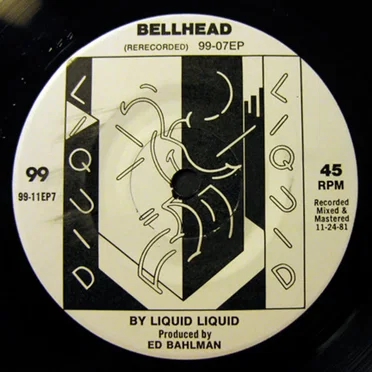 BELLHEAD
(RERECORDED) 99-07EP
LIQUID
LIQUID
99
99-11EP7
45
RPM
Recorded
Mixed &
Mastered
11-24-81
BY LIQUID LIQUID
Produced by
ED BAHLMAN